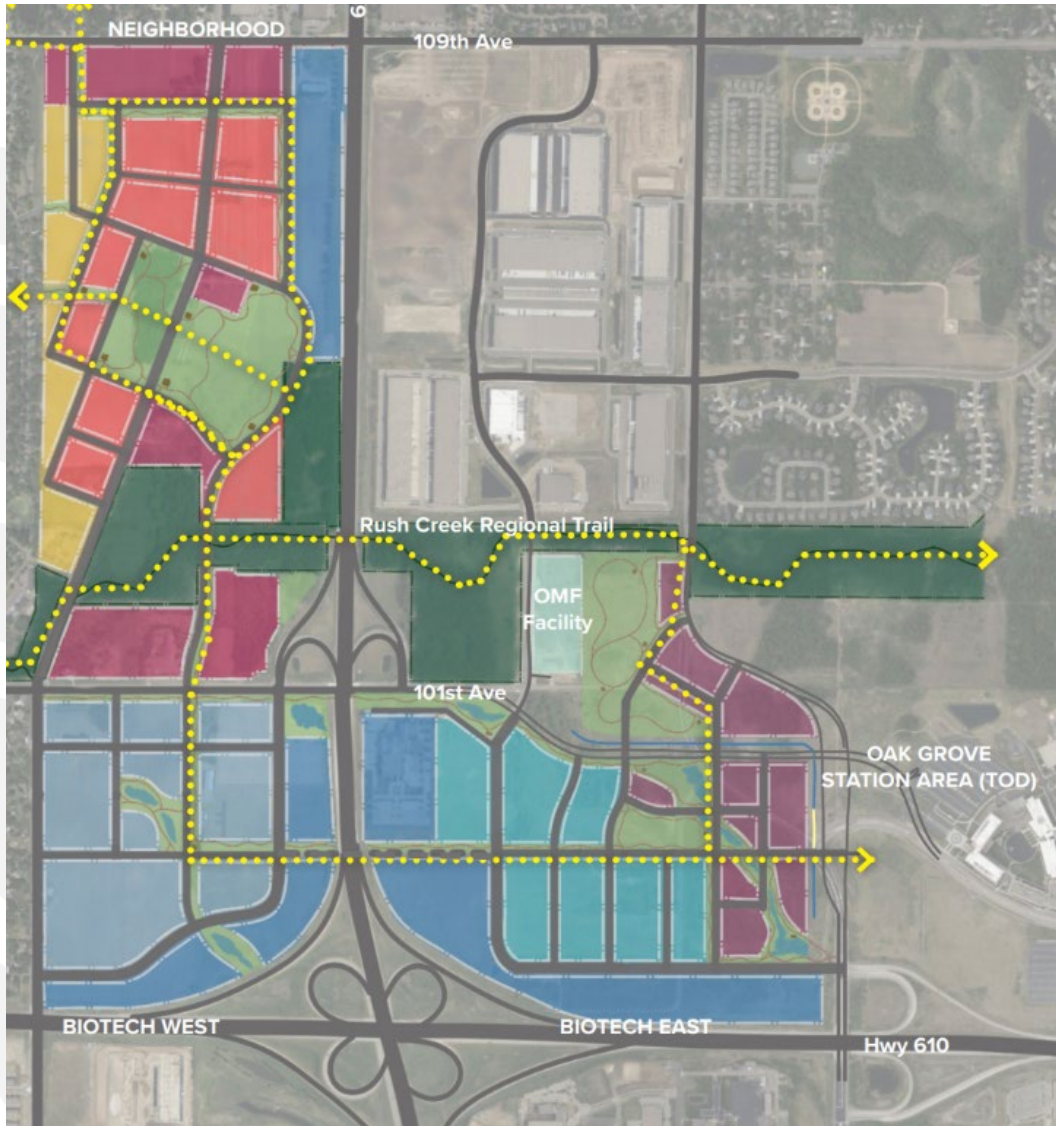 NEIGHBORHOOD
109th Ave
Rush Creek Regional Trail
OMF
Facility
101st Ave
OAK GROVE
STATION AREA (TOD)
BIOTECH WEST
BIOTECH EAST
Hwy 610